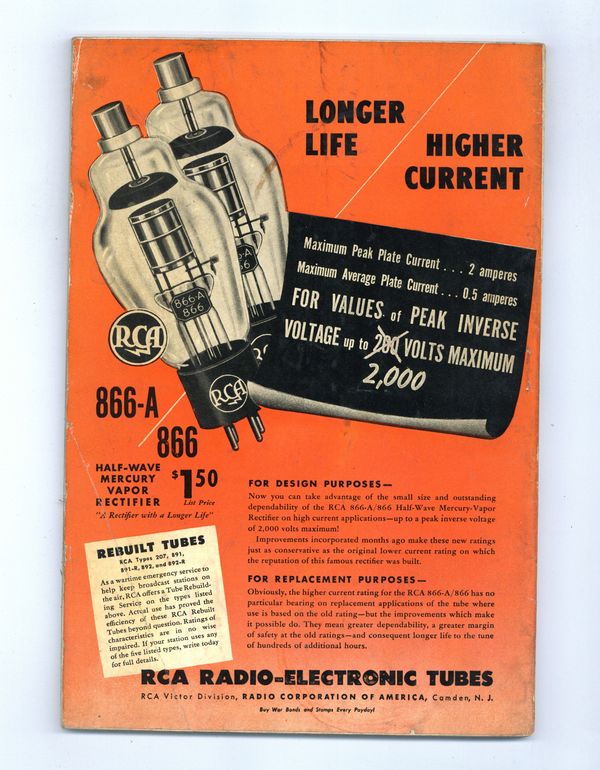 LONGER
LIFE
HIGHER
CURRENT
Maximum Peak Plate Current . . . 2 amperes
Maximum Average Plate Current . . . 0.5 amperes
FOR VALUES of PEAK INVERSE
VOLTAGE up to 200 VOLTS MAXIMUM
2,000
866-A
866
RCA
RCA
866-A
866
HALF-WAVE
MERCURY
VAPOR
RECTIFIER
$1.50
List Price
"A Rectifier with a Longer Life"
FOR DESIGN PURPOSES—
Now you can take advantage of the small size and outstanding
dependability of the RCA 866-A/866 Half-Wave Mercury-Vapor
Rectifier on high current applications—up to a peak inverse voltage
of 2,000 volts maximum!
Improvements incorporated months ago make these new ratings
just as conservative as the original lower current rating on which
the reputation of this famous rectifier was built.
FOR REPLACEMENT PURPOSES—
Obviously, the higher current rating for the RCA 866-A/866 has no
particular bearing on replacement applications of the tube where
use is based on the old rating—but the improvements which make
it possible do. They mean greater dependability, a greater margin
of safety at the old ratings—and consequent longer life to the tune
of hundreds of additional hours.
REBUILT TUBES
RCA Types 207, 891,
891-R, 892, and 892-R
As a wartime emergency service to
help keep broadcast stations on
the air, RCA offers a Tube Rebuild-
ing Service on the types listed
above. Actual use has proved the
efficiency of these RCA Rebuilt
Tubes beyond question. Ratings of
characteristics are in no wise
impaired. If your station uses any
of the five listed types, write today
for full details.
RCA RADIO-ELECTRONIC TUBES
RCA Victor Division, RADIO CORPORATION OF AMERICA, Camden, N. J.
Buy War Bonds and Stamps Every Payday!